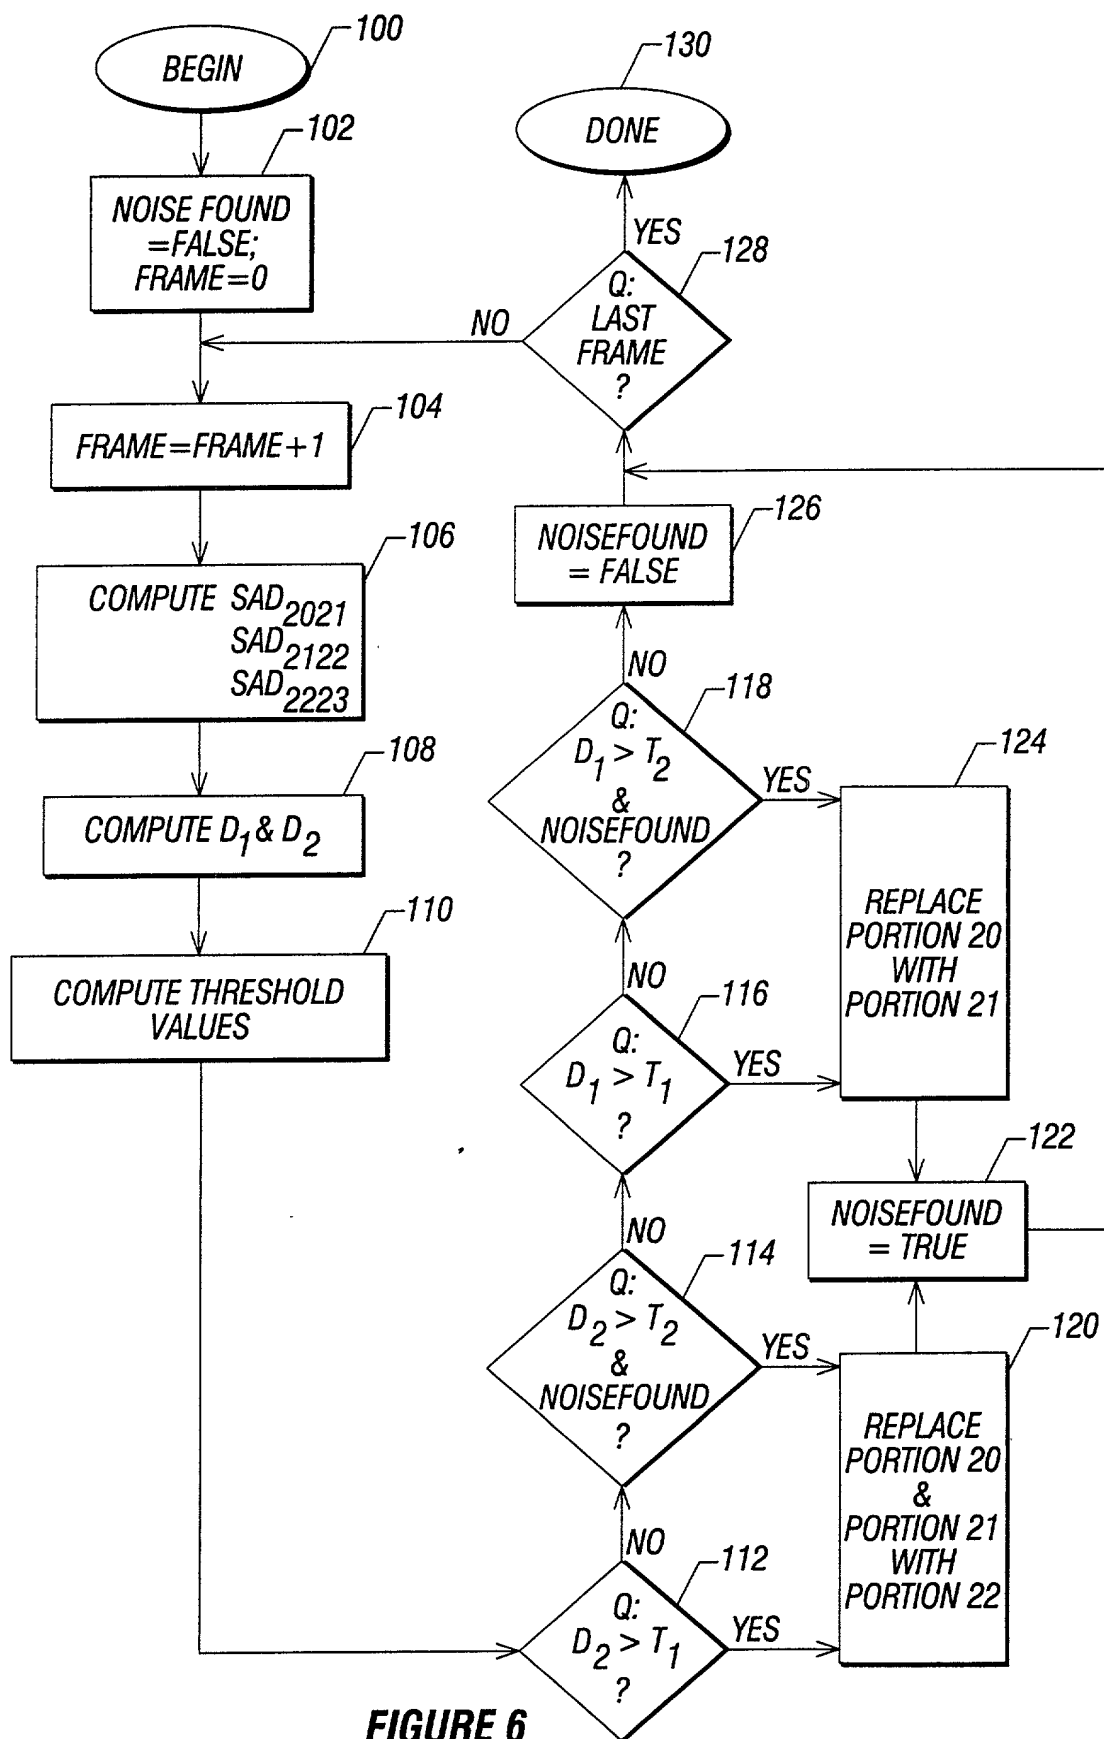 BEGIN
100
102
NOISE FOUND
=FALSE;
FRAME=0
104
FRAME=FRAME+1
106
COMPUTE SAD2021
SAD2122
SAD2223
108
COMPUTE D1 & D2
110
COMPUTE THRESHOLD
VALUES
130
DONE
YES
128
Q:
LAST
FRAME
?
NO
126
NOISEFOUND
= FALSE
NO
118
Q:
D1 > T2
&
NOISEFOUND
?
YES
124
REPLACE
PORTION 20
WITH
PORTION 21
NO
116
Q:
D1 > T1
?
YES
122
NOISEFOUND
= TRUE
NO
114
Q:
D2 > T2
&
NOISEFOUND
?
YES
120
REPLACE
PORTION 20
&
PORTION 21
WITH
PORTION 22
NO
112
Q:
D2 > T1
?
YES
FIGURE 6